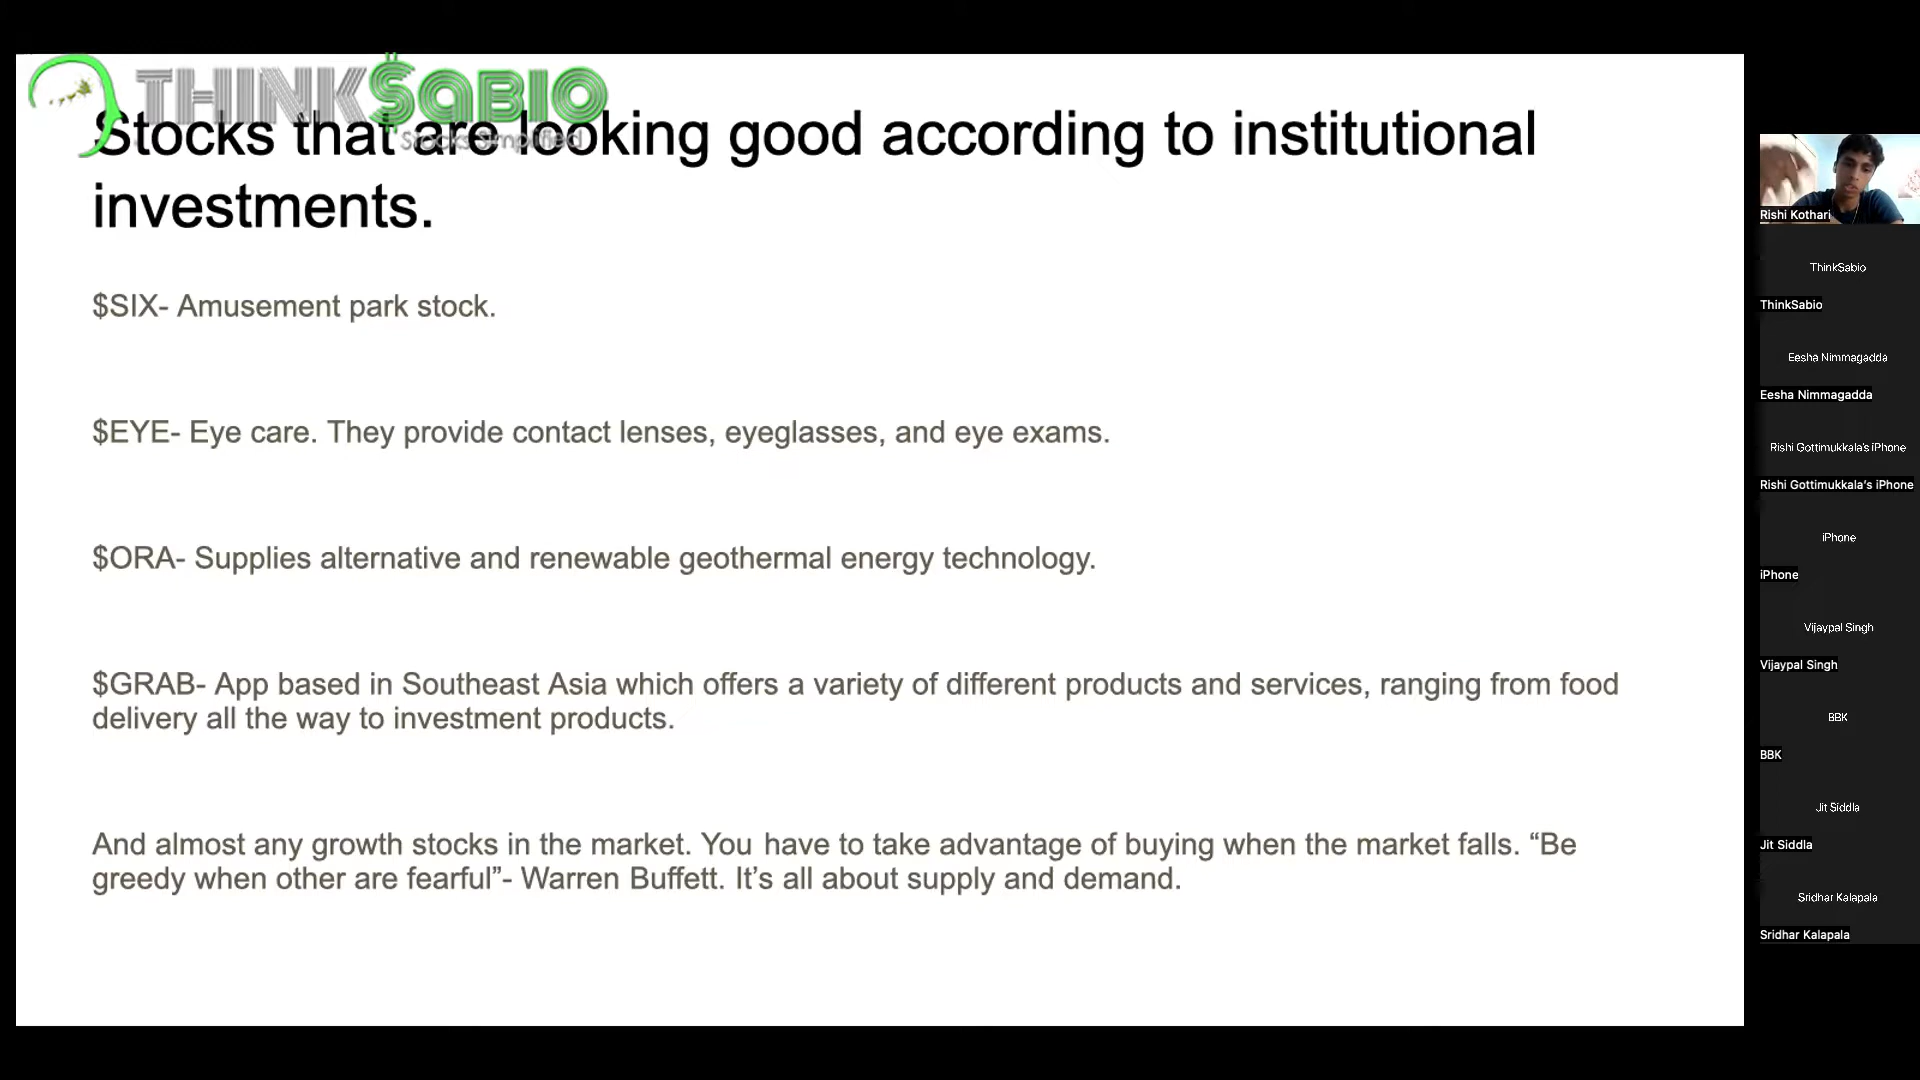 THINK$ABIO
Stocks Simplified
Stocks that are looking good according to institutional
investments.
$SIX- Amusement park stock.
$EYE- Eye care. They provide contact lenses, eyeglasses, and eye exams.
$ORA- Supplies alternative and renewable geothermal energy technology.
$GRAB- App based in Southeast Asia which offers a variety of different products and services, ranging from food
delivery all the way to investment products.
And almost any growth stocks in the market. You have to take advantage of buying when the market falls. “Be
greedy when other are fearful”- Warren Buffett. It’s all about supply and demand.
Rishi Kothari
ThinkSabio
ThinkSabio
Eesha Nimmagadda
Eesha Nimmagadda
Rishi Gottimukkala's iPhone
Rishi Gottimukkala's iPhone
iPhone
iPhone
Vijaypal Singh
Vijaypal Singh
BBK
BBK
Jit Siddla
Jit Siddla
Sridhar Kalapala
Sridhar Kalapala